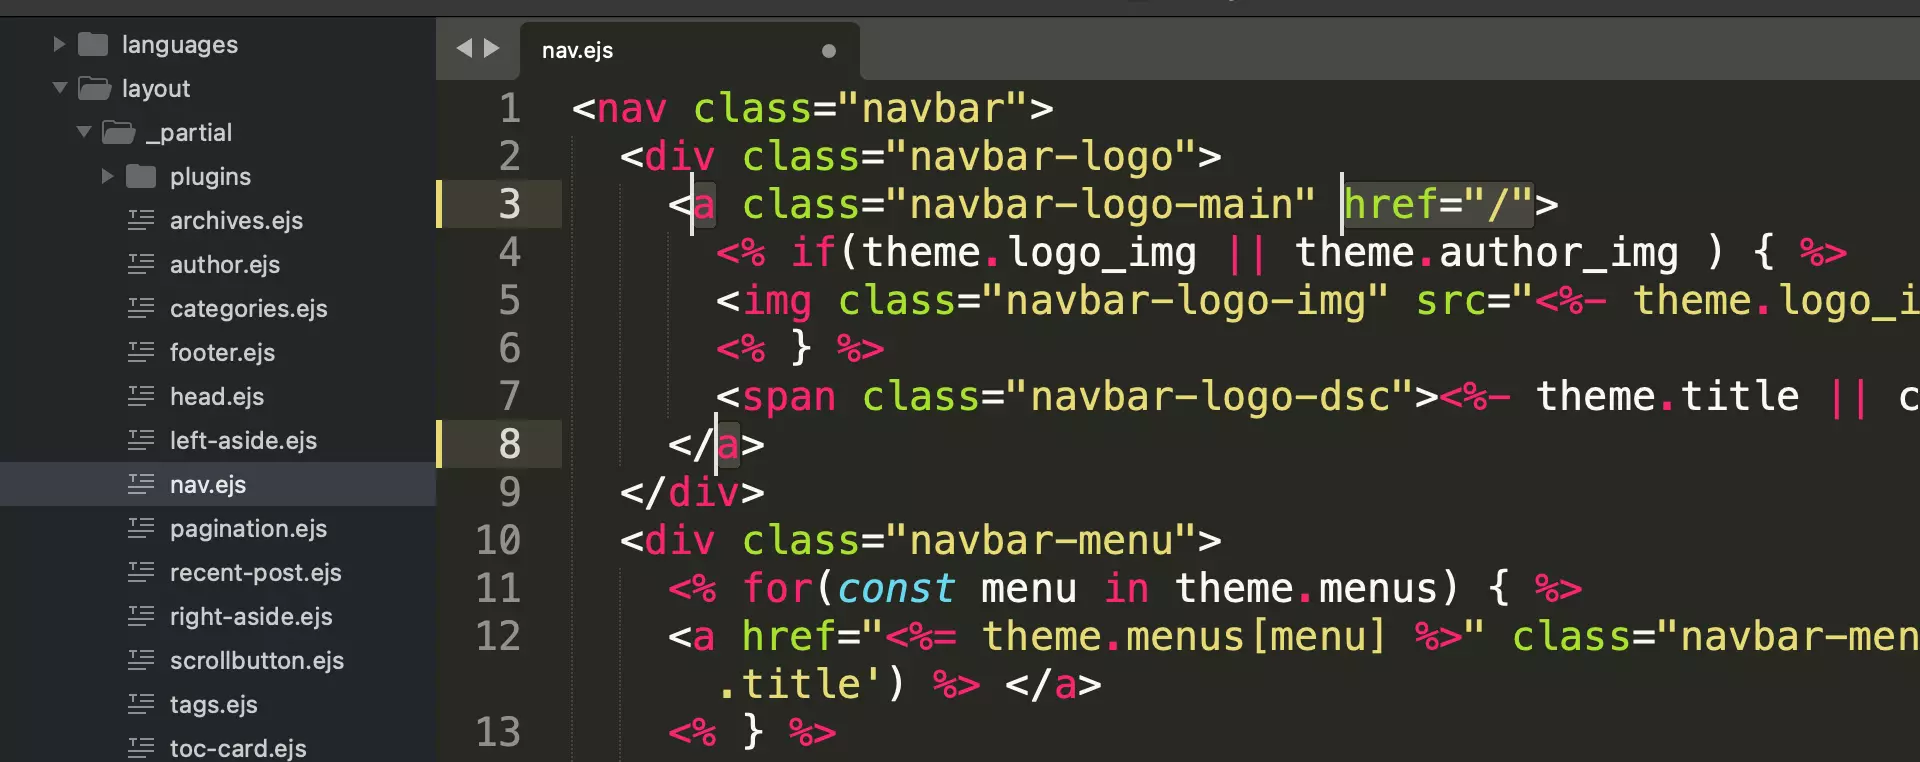 languages
layout
_partial
plugins
archives.ejs
author.ejs
categories.ejs
footer.ejs
head.ejs
left-aside.ejs
nav.ejs
pagination.ejs
recent-post.ejs
right-aside.ejs
scrollbutton.ejs
tags.ejs
toc-card.ejs
nav.ejs
1 <nav class="navbar">
2 <div class="navbar-logo">
3 <a class="navbar-logo-main" href="/">
4 <% if(theme.logo_img || theme.author_img ) { %>
5 <img class="navbar-logo-img" src="<%- theme.logo_i
6 <% } %>
7 <span class="navbar-logo-dsc"><%- theme.title || c
8 </a>
9 </div>
10 <div class="navbar-menu">
11 <% for(const menu in theme.menus) { %>
12 <a href="<%= theme.menus[menu] %>" class="navbar-men
.title') %> </a>
13 <% } %>